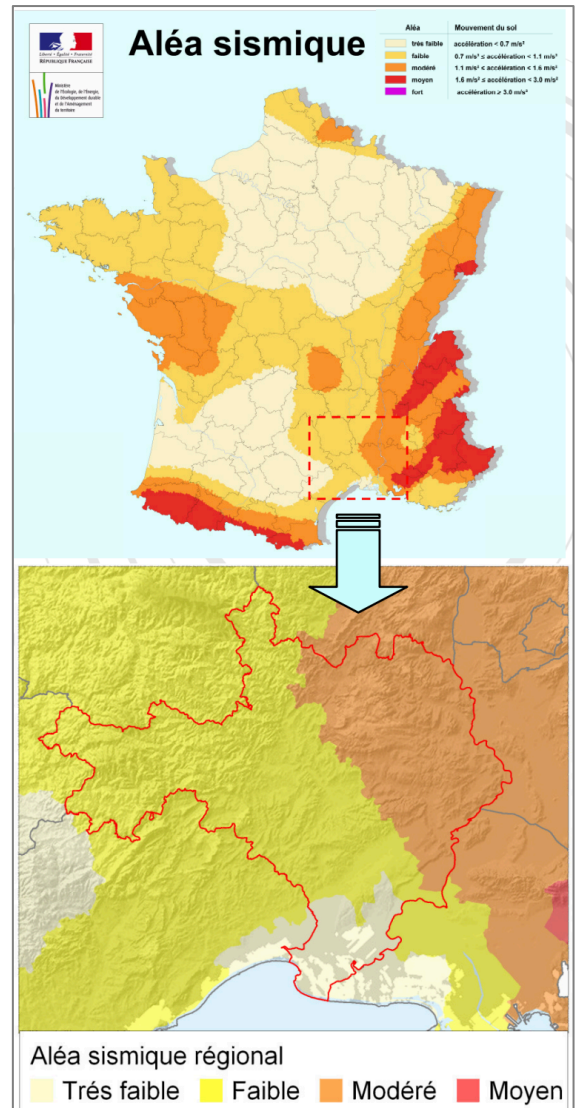 Liberté • Égalité • Fraternité
RÉPUBLIQUE FRANÇAISE
Ministère
de l'Écologie, de l'Énergie,
du Développement durable
et de l'Aménagement
du territoire
Aléa sismique
Aléa Mouvement du sol
très faible accélération < 0.7 m/s²
faible 0.7 m/s² ≤ accélération < 1.1 m/s²
modéré 1.1 m/s² ≤ accélération < 1.6 m/s²
moyen 1.6 m/s² ≤ accélération < 3.0 m/s²
fort accélération ≥ 3.0 m/s²
Aléa sismique régional
Trés faible Faible Modéré Moyen